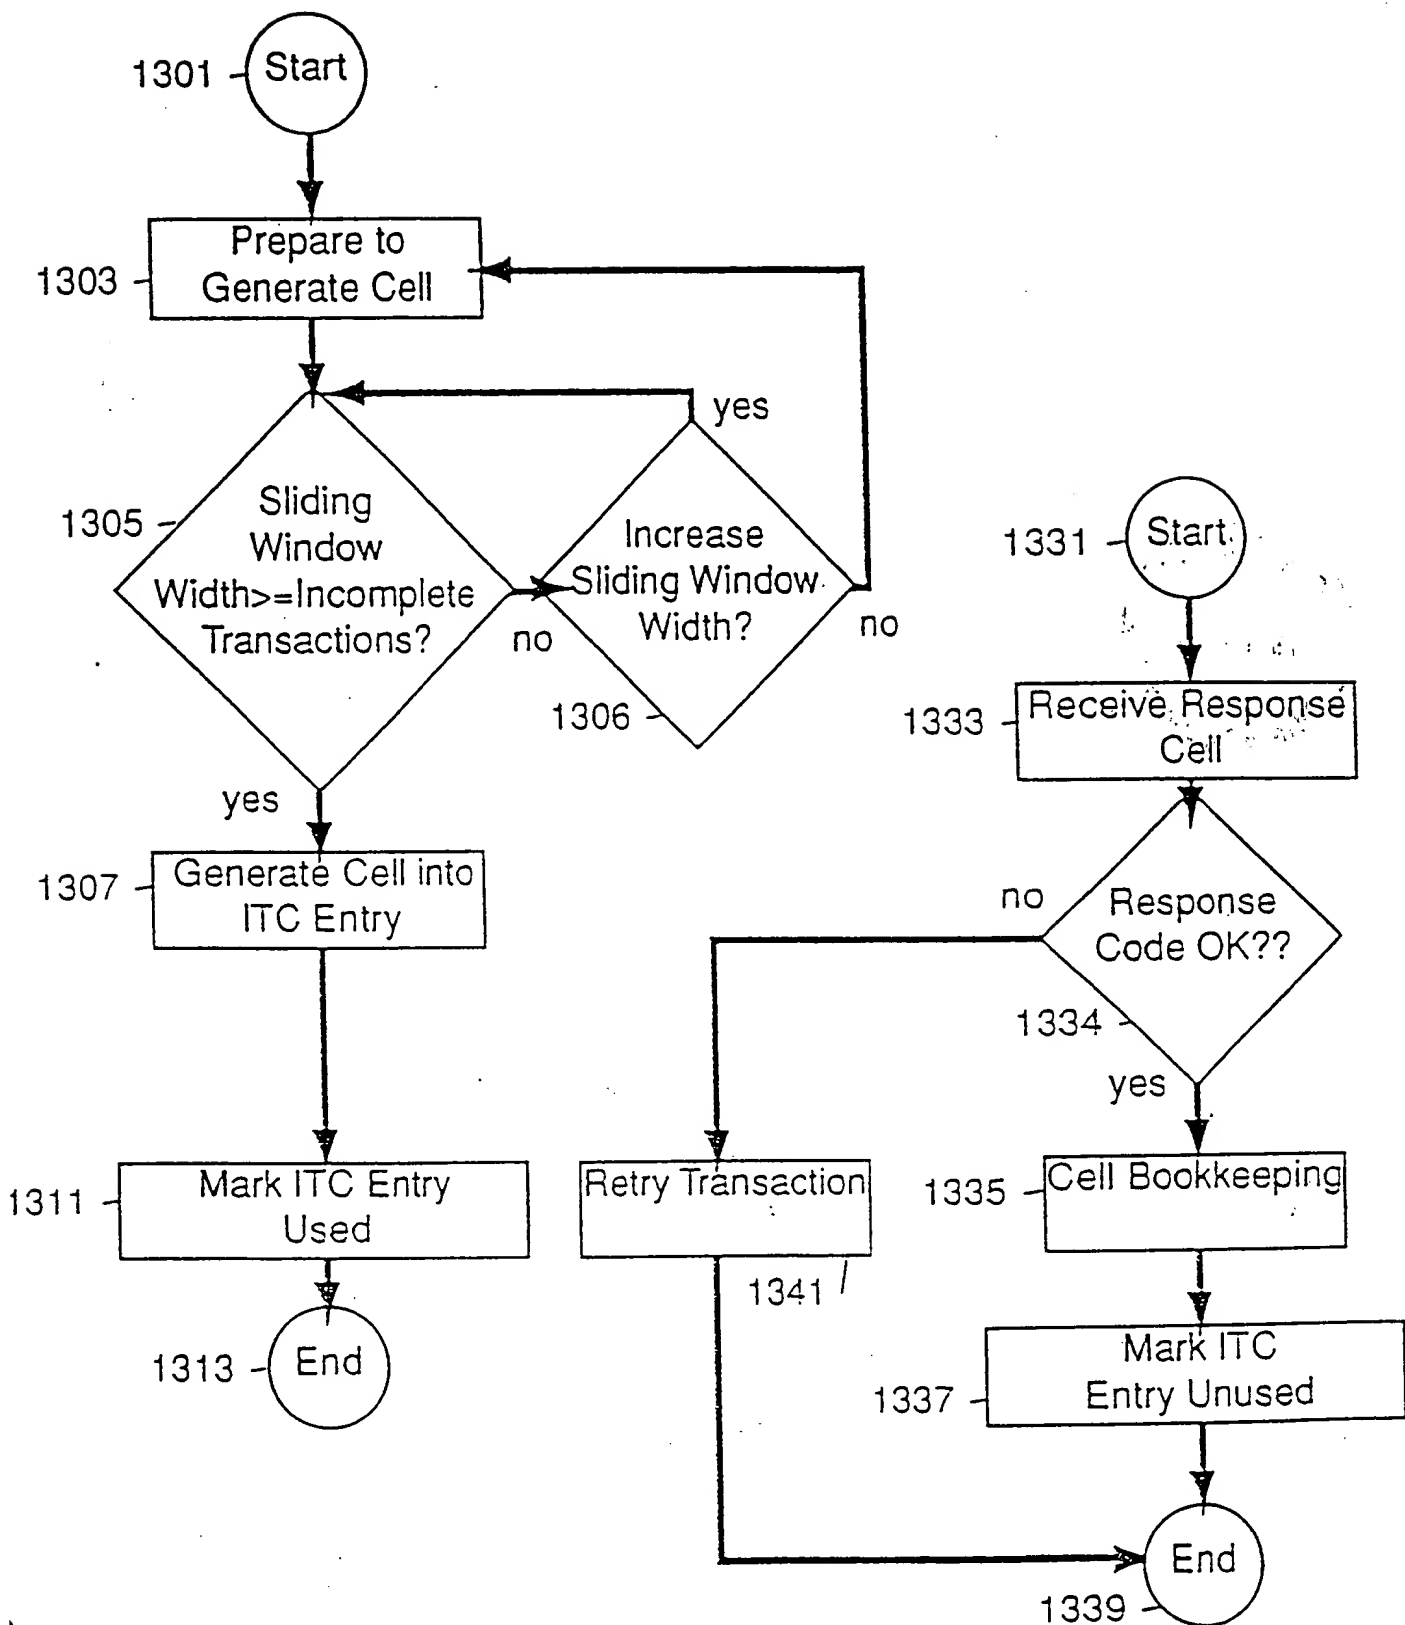 1301
Start
1303
Prepare to
Generate Cell
1305
Sliding
Window
Width>=Incomplete
Transactions?
yes
no
Increase
Sliding Window
Width?
yes
no
1306
1307
Generate Cell into
ITC Entry
1311
Mark ITC Entry
Used
1313
End
1331
Start
1333
Receive Response
Cell
no
Response
Code OK??
1334
yes
Retry Transaction
1341
1335
Cell Bookkeeping
1337
Mark ITC
Entry Unused
End
1339